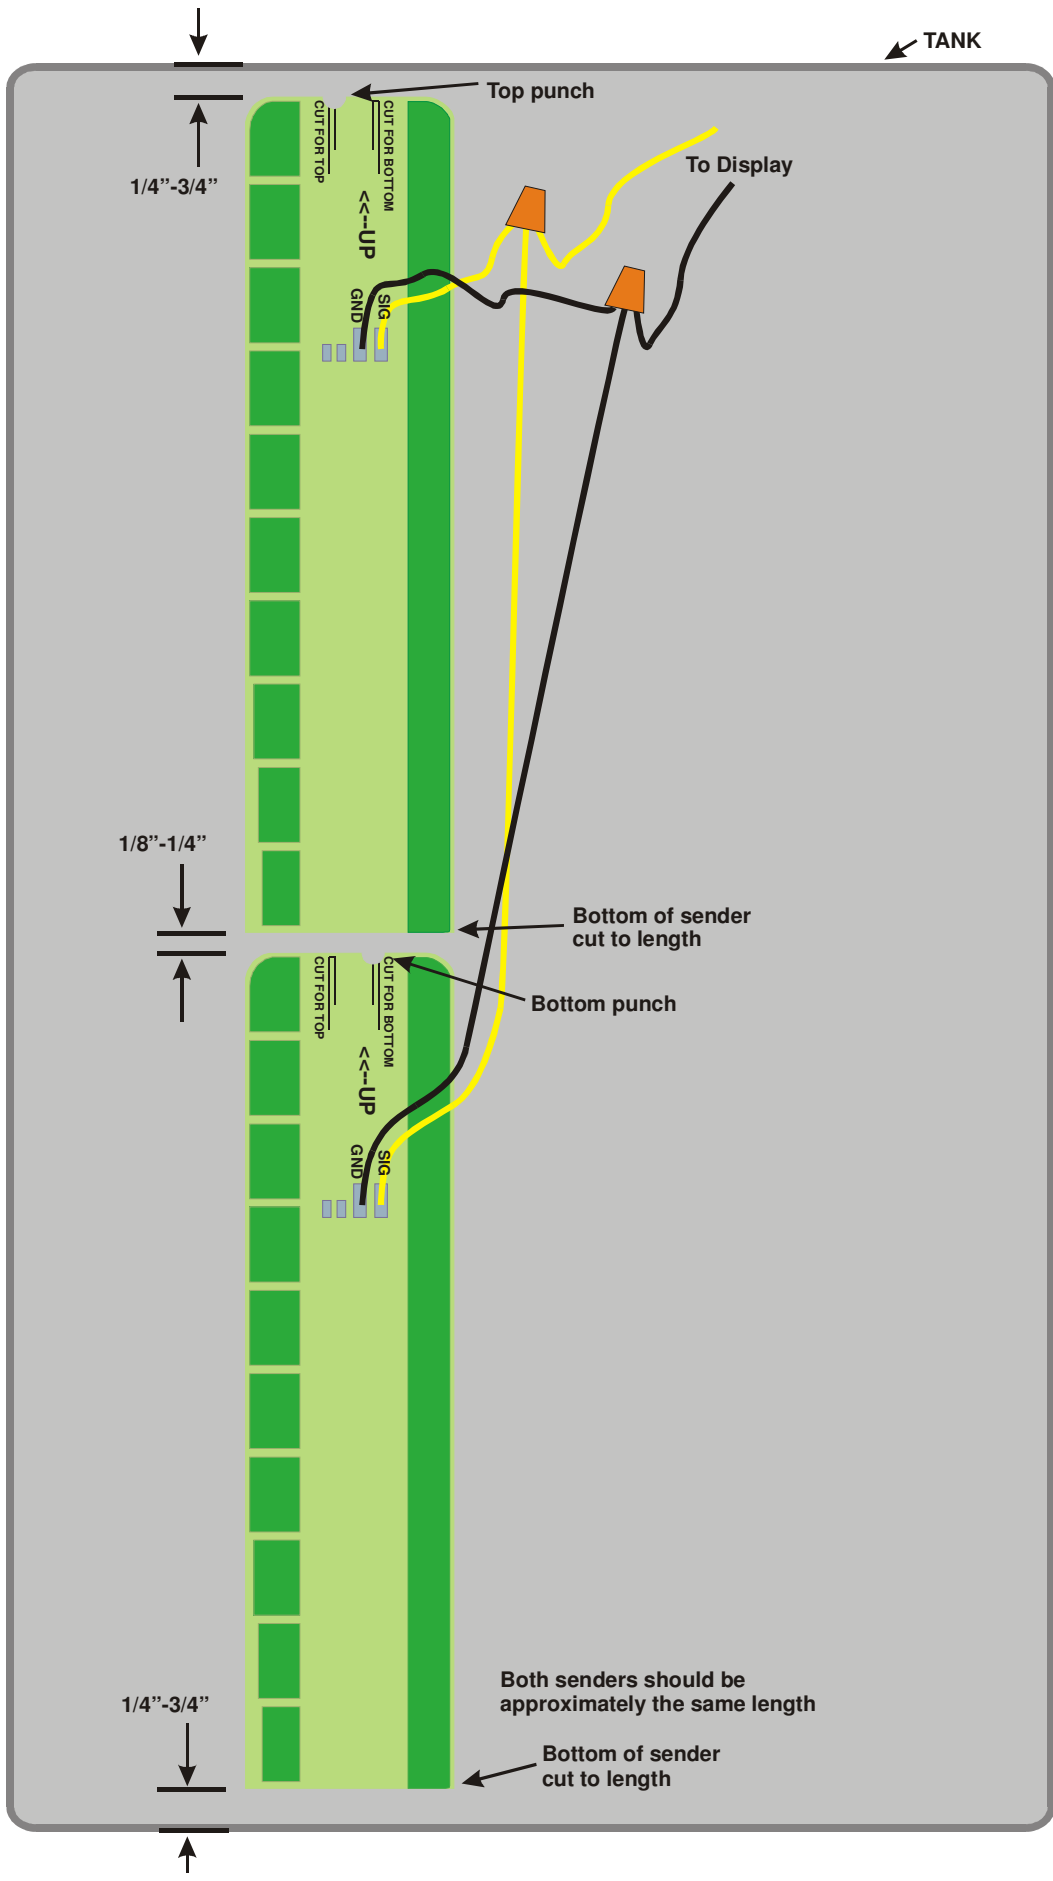 TANK
Top punch
CUT FOR TOP
CUT FOR BOTTOM
To Display
1/4”-3/4”
<<--UP
GND
SIG
1/8”-1/4”
Bottom of sender
cut to length
CUT FOR TOP
CUT FOR BOTTOM
Bottom punch
<<--UP
GND
SIG
Both senders should be
approximately the same length
1/4”-3/4”
Bottom of sender
cut to length